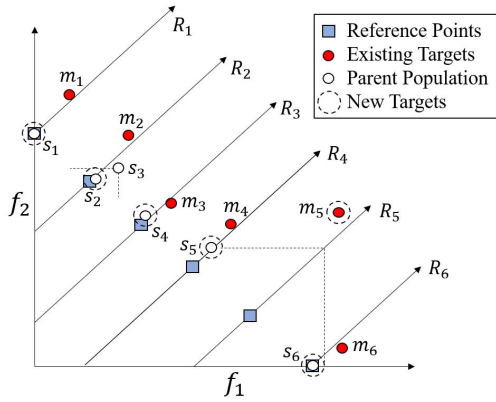 R₁
Reference Points
Existing Targets
Parent Population
New Targets
R₂
m₁
R₃
m₂
s₁
s₃
R₄
f₂
s₂
m₃
m₄
m₅
s₄
R₅
s₅
R₆
s₆
m₆
f₁